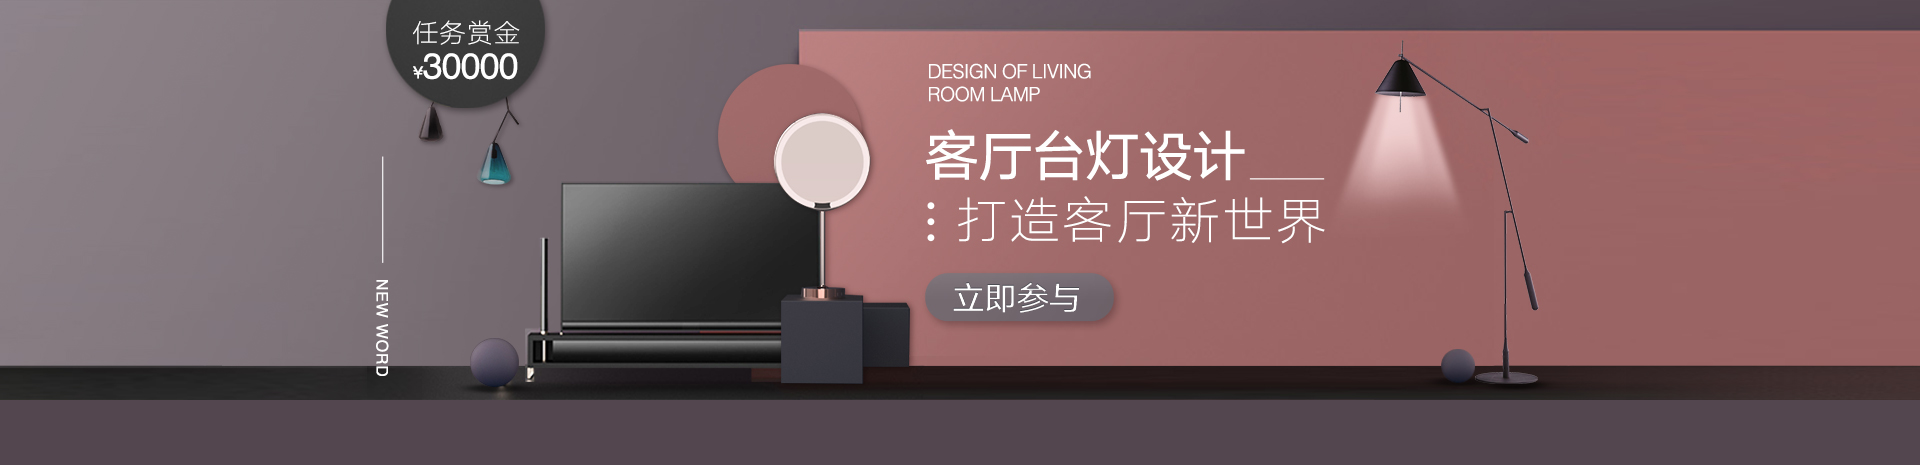 任务赏金
¥30000
NEW WORD
DESIGN OF LIVING
ROOM LAMP
客厅台灯设计
打造客厅新世界
立即参与